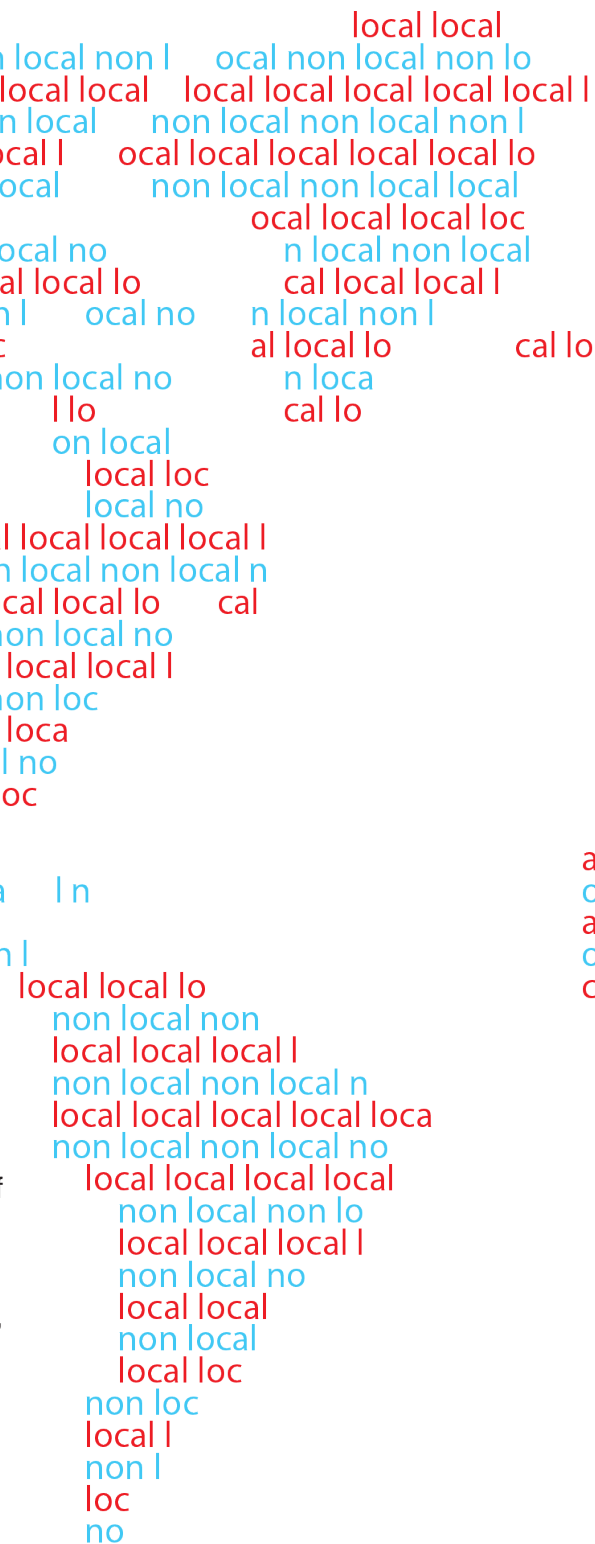 local local
n local non l ocal non local non lo
local local local local local local local l
n local non local non local non l
ocal l ocal local local local local lo
ocal non local non local local
ocal local local loc
ocal no n local non local
al local lo cal local local l
n l ocal no n local non l
c al local lo cal lo
non local no n loca
l lo cal lo
on local
local loc
local no
l local local local l
n local non local n
cal local lo cal
non local no
local local l
non loc
loca
l no
oc
a
a l n o
a
n l o
local local lo c
non local non
local local local l
non local non local n
local local local local loca
non local non local no
local local local local
f
non local non lo
local local local l
non local no
local local
,
non local
local loc
non loc
local l
non l
loc
no